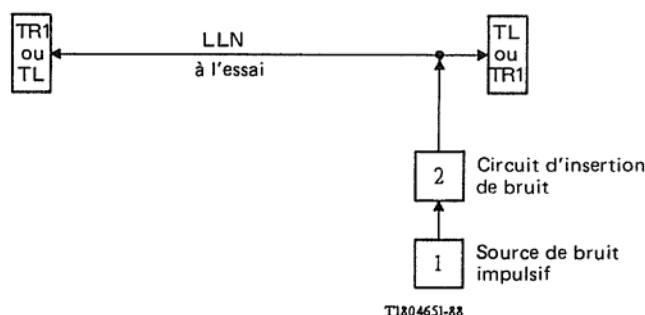 TR1
ou
TL
LLN
à l'essai
TL
ou
TR1
2
Circuit d'insertion
de bruit
1
Source de bruit
impulsif
T1804651-88